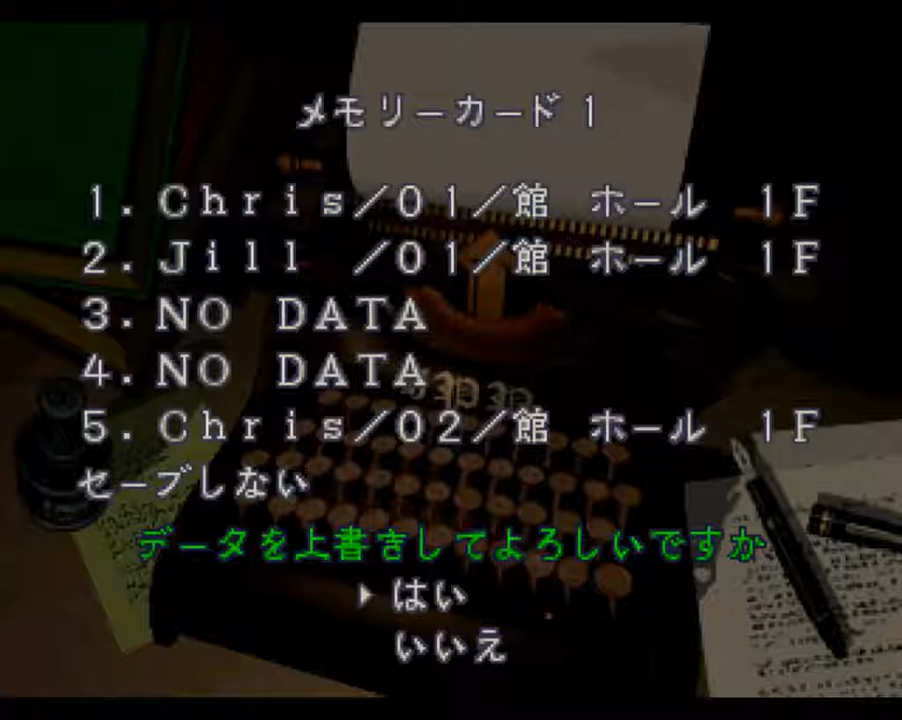 メモリーカード 1
1. Chris/01/館 ホール 1F
2. Jill /01/館 ホール 1F
3. NO DATA
4. NO DATA
5. Chris/02/館 ホール 1F
セーブしない
データを上書きしてよろしいですか
▶はい
いいえ